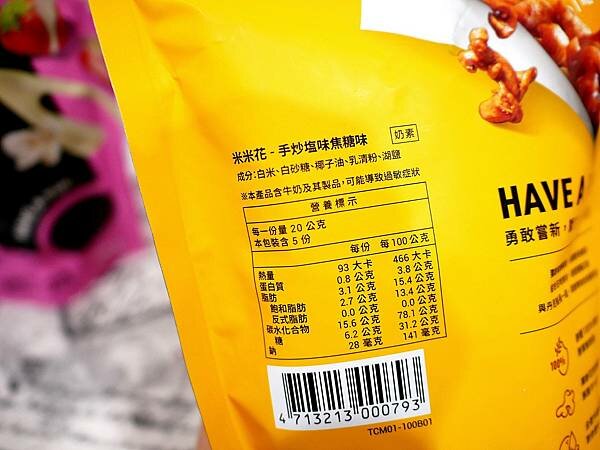 米米花 - 手炒塩味焦糖味 奶素
成分:白米、白砂糖、椰子油、乳清粉、湖鹽
※本產品含牛奶及其製品，可能導致過敏症狀
營養標示
每一份量 20 公克
本包裝含 5 份
每份 每 100 公克
熱量 93 大卡 466 大卡
蛋白質 0.8 公克 3.8 公克
脂肪 3.1 公克 15.4 公克
飽和脂肪 2.7 公克 13.4 公克
反式脂肪 0.0 公克 0.0 公克
碳水化合物 15.6 公克 78.1 公克
糖 6.2 公克 31.2 公克
鈉 28 毫克 141 毫克
4 713213 000793
TCM01-100B01
HAVE A
勇敢嘗新，
100%